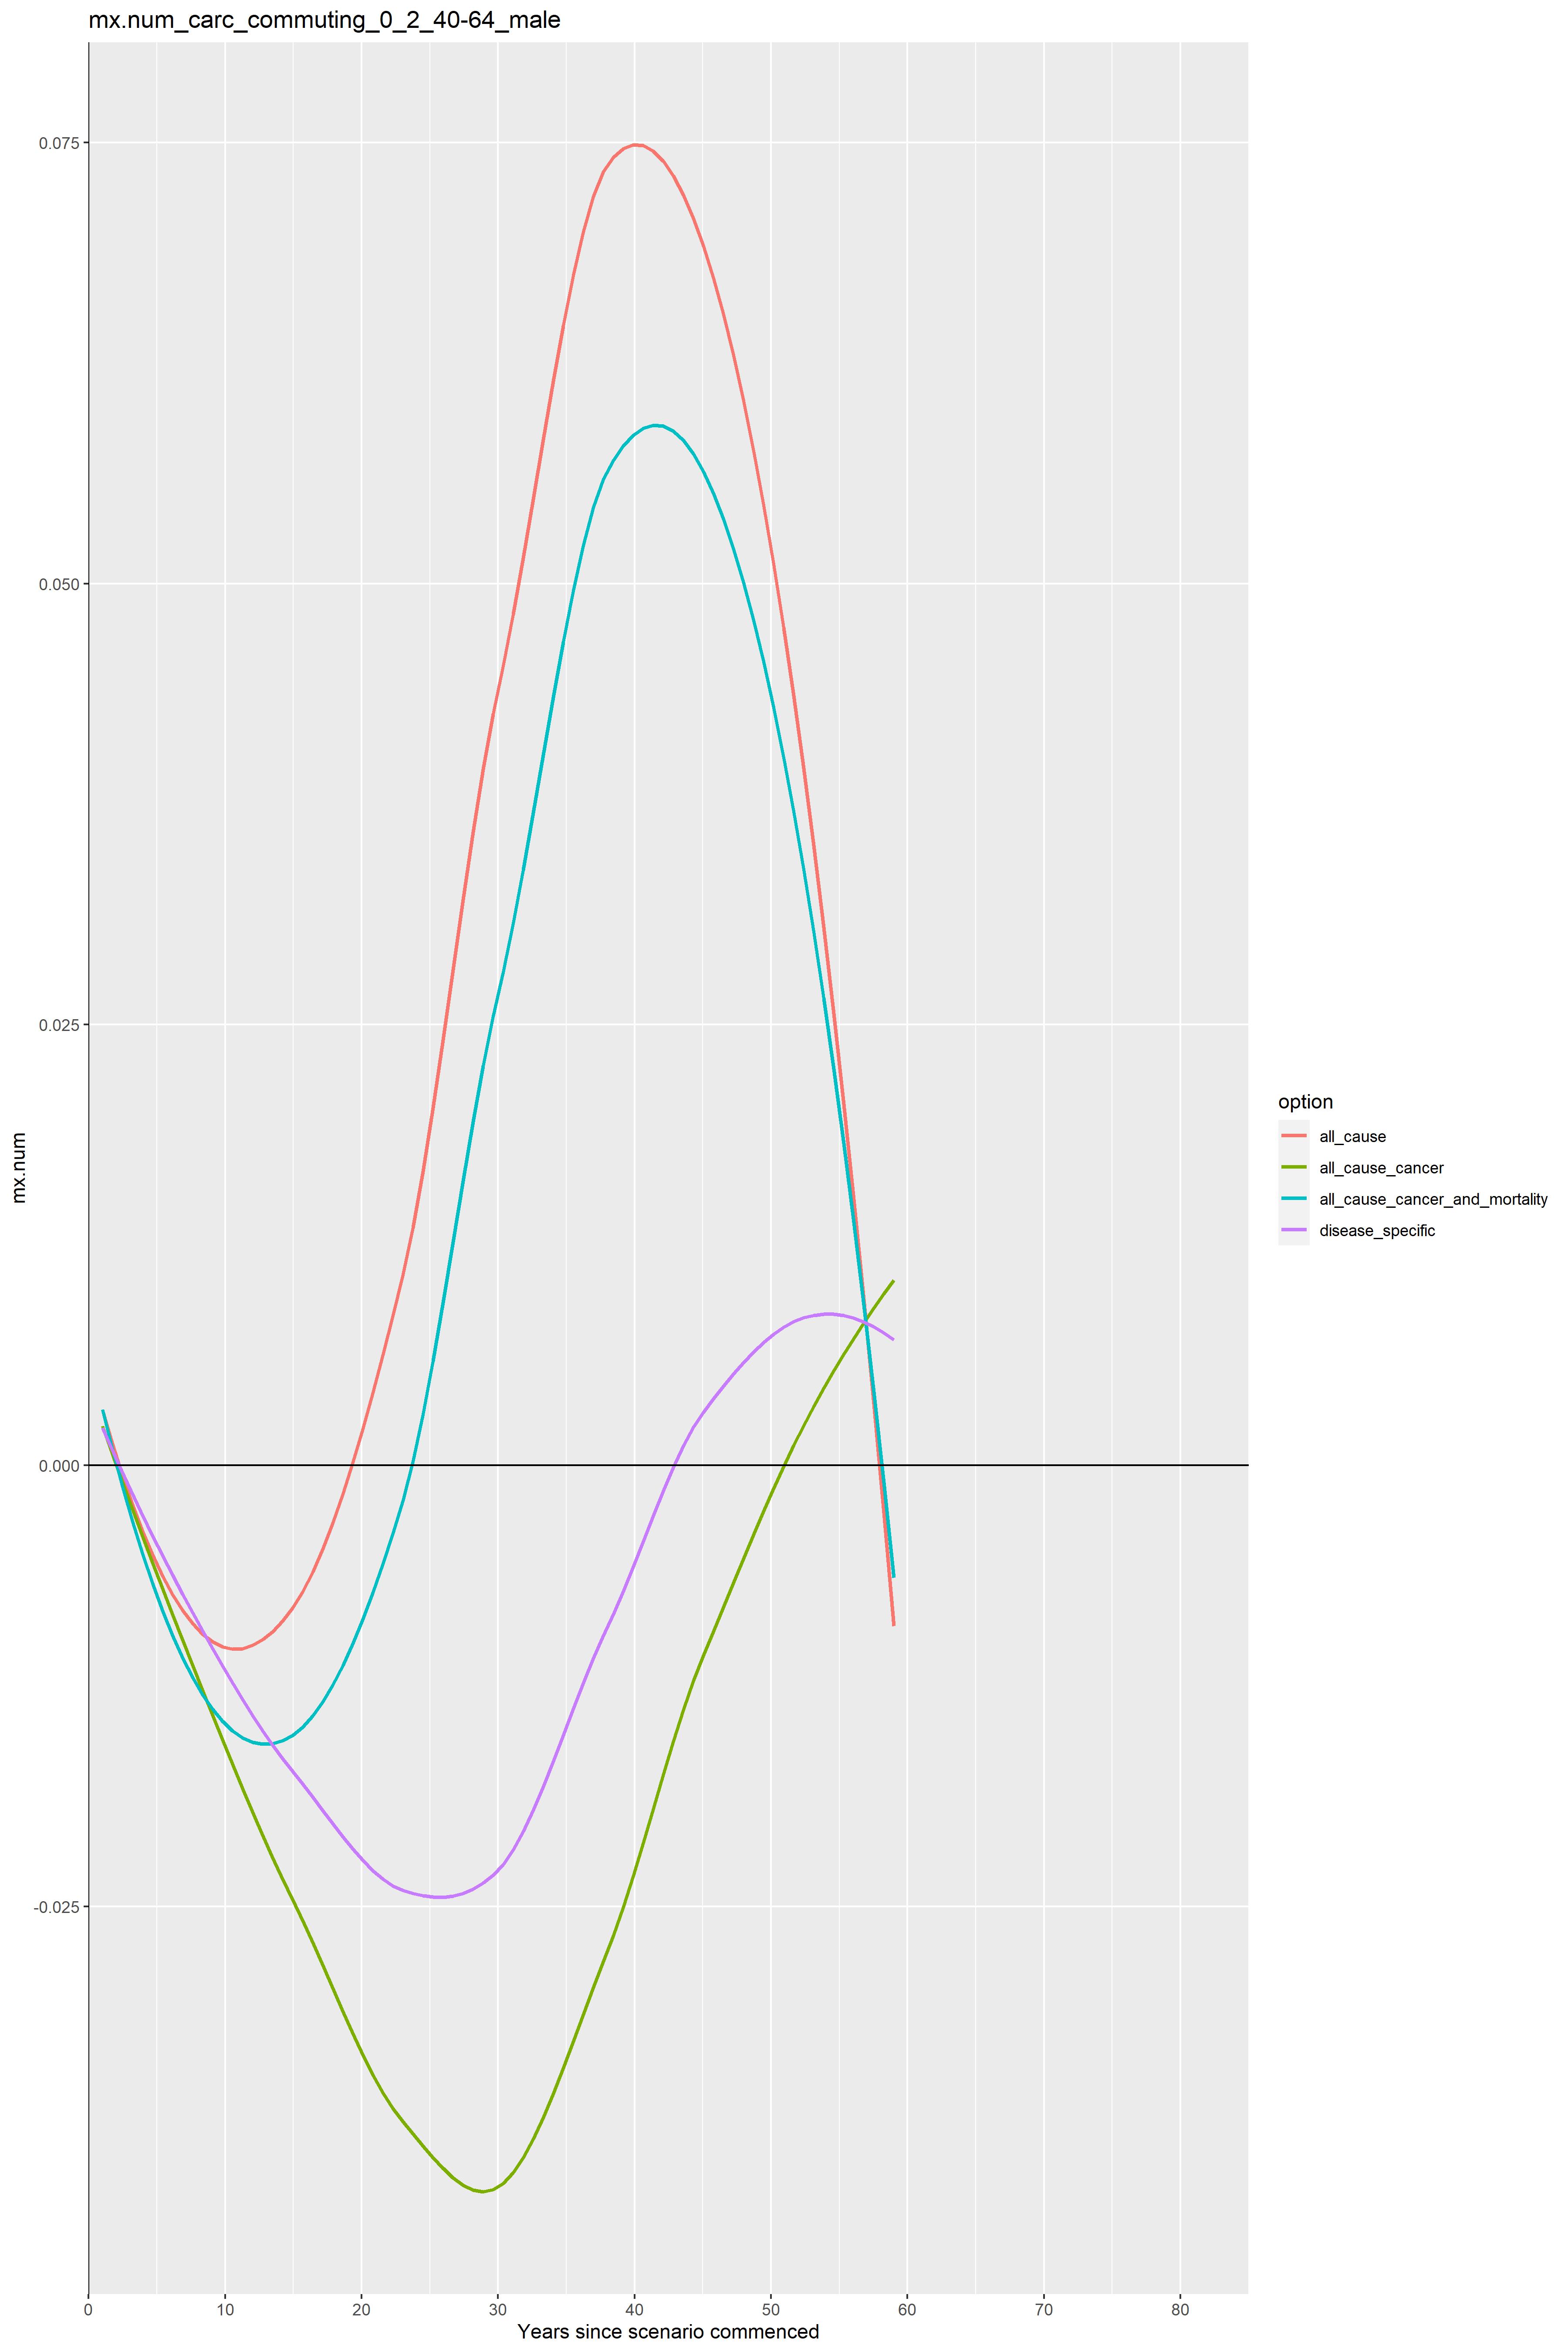 mx.num_carc_commuting_0_2_40-64_male
0.075
0.050
0.025
0.000
-0.025
mx.num
0 10 20 30 40 50 60 70 80
Years since scenario commenced
option
all_cause
all_cause_cancer
all_cause_cancer_and_mortality
disease_specific